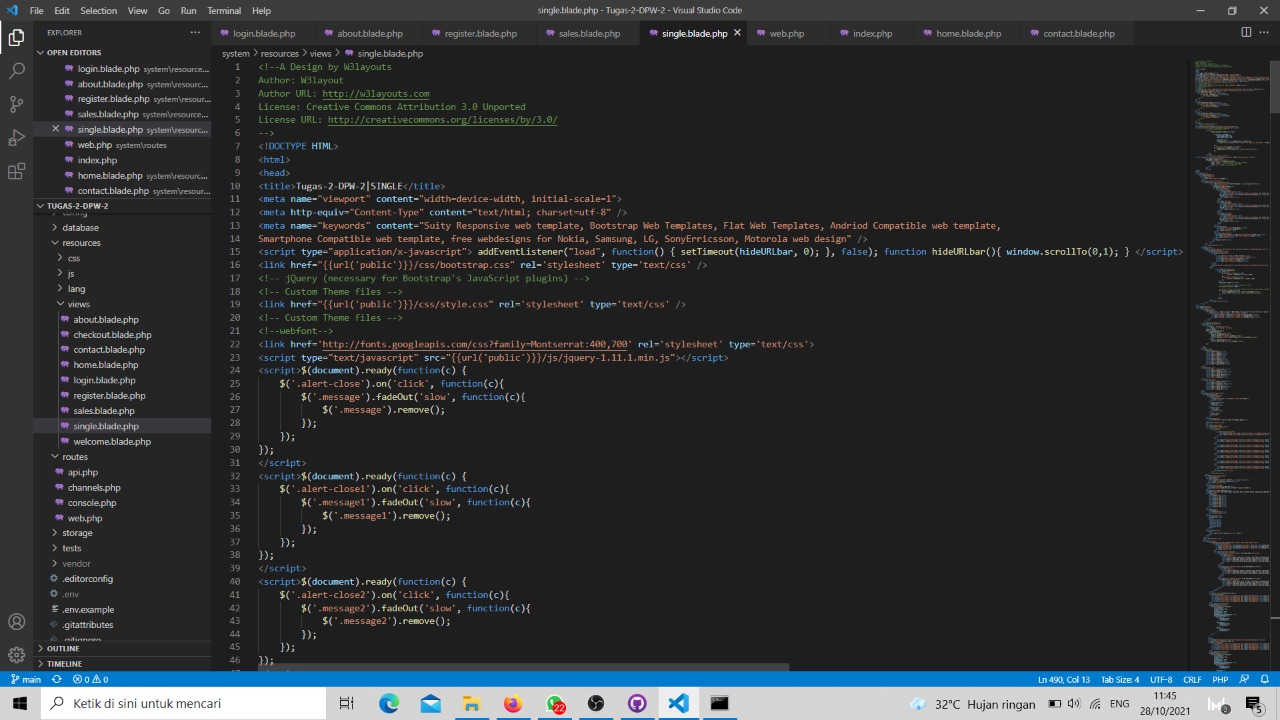 File Edit Selection View Go Run Terminal Help
single.blade.php - Tugas-2-DPW-2 - Visual Studio Code
EXPLORER
OPEN EDITORS
login.blade.php system\resource...
about.blade.php system\resource...
register.blade.php system\resour...
sales.blade.php system\resource...
single.blade.php system\resourc...
web.php system\routes
index.php
home.blade.php system\resourc...
contact.blade.php system\resour...
TUGAS-2-DPW-2
config
database
resources
css
js
lang
views
about.blade.php
checkout.blade.php
contact.blade.php
home.blade.php
login.blade.php
register.blade.php
sales.blade.php
single.blade.php
welcome.blade.php
routes
api.php
channels.php
console.php
web.php
storage
tests
vendor
.editorconfig
.env
.env.example
.gitattributes
.gitignore
OUTLINE
TIMELINE
login.blade.php about.blade.php register.blade.php sales.blade.php single.blade.php web.php index.php home.blade.php contact.blade.php
system > resources > views > single.blade.php
1 <!--A Design by W3layouts
2 Author: W3layout
3 Author URL: http://w3layouts.com
4 License: Creative Commons Attribution 3.0 Unported
5 License URL: http://creativecommons.org/licenses/by/3.0/
6 -->
7 <!DOCTYPE HTML>
8 <html>
9 <head>
10 <title>Tugas-2-DPW-2|SINGLE</title>
11 <meta name="viewport" content="width=device-width, initial-scale=1">
12 <meta http-equiv="Content-Type" content="text/html; charset=utf-8" />
13 <meta name="keywords" content="Surfhouse Responsive web template, Bootstrap Web Templates, Flat Web Templates, Andriod Compatible web template,
14 Smartphone Compatible web template, free webdesigns for Nokia, Samsung, LG, SonyErricsson, Motorola web design" />
15 <script type="application/x-javascript"> addEventListener("load", function() { setTimeout(hideURLbar, 0); }, false); function hideURLbar(){ window.scrollTo(0,1); } </script>
16 <link href="{{url('public')}}/css/bootstrap.css" rel='stylesheet' type='text/css' />
17 <!-- jQuery (necessary for Bootstrap's JavaScript plugins) -->
18 <!-- Custom Theme files -->
19 <link href="{{url('public')}}/css/style.css" rel='stylesheet' type='text/css' />
20 <!-- Custom Theme files -->
21 <!--webfont-->
22 <link href='http://fonts.googleapis.com/css?family=Montserrat:400,700' rel='stylesheet' type='text/css'>
23 <script type="text/javascript" src="{{url('public')}}/js/jquery-1.11.1.min.js"></script>
24 <script>$(document).ready(function(c) {
25 $('.alert-close').on('click', function(c){
26 $('.message').fadeOut('slow', function(c){
27 $('.message').remove();
28 });
29 });
30 });
31 </script>
32 <script>$(document).ready(function(c) {
33 $('.alert-close1').on('click', function(c){
34 $('.message1').fadeOut('slow', function(c){
35 $('.message1').remove();
36 });
37 });
38 });
39 </script>
40 <script>$(document).ready(function(c) {
41 $('.alert-close2').on('click', function(c){
42 $('.message2').fadeOut('slow', function(c){
43 $('.message2').remove();
44 });
45 });
46 });
main 0 0
Ln 490, Col 13 Tab Size: 4 UTF-8 CRLF PHP
Ketik di sini untuk mencari
22
32°C Hujan ringan
ENG
11:45
20/10/2021
3
5